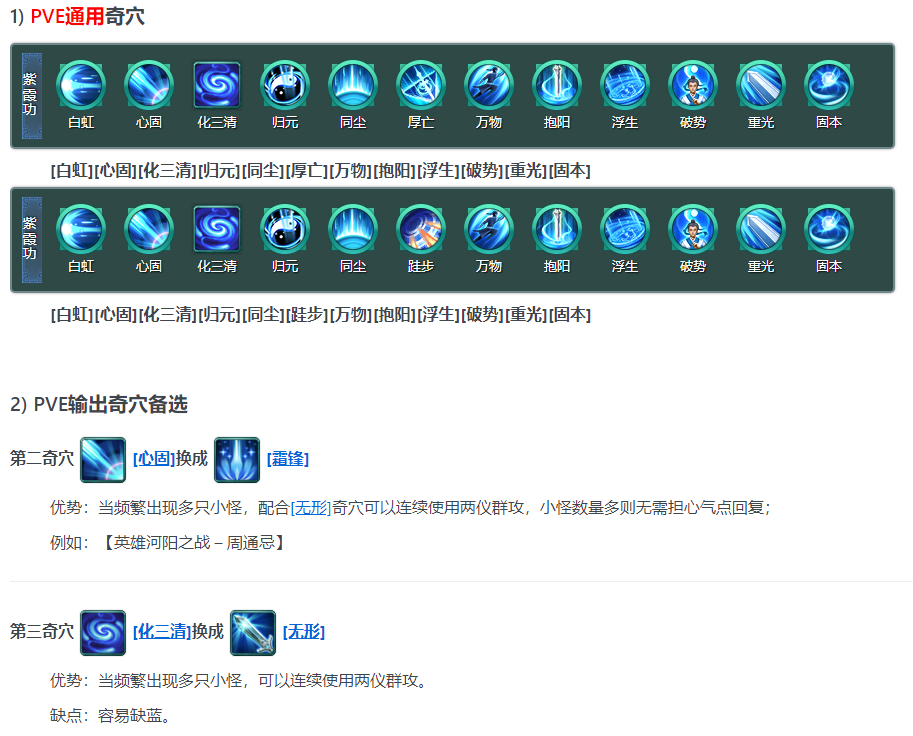 1) PVE通用奇穴
紫霞功
白虹 心固 化三清 归元 同尘 厚亡 万物 抱阳 浮生 破势 重光 固本
[白虹][心固][化三清][归元][同尘][厚亡][万物][抱阳][浮生][破势][重光][固本]
紫霞功
白虹 心固 化三清 归元 同尘 跬步 万物 抱阳 浮生 破势 重光 固本
[白虹][心固][化三清][归元][同尘][跬步][万物][抱阳][浮生][破势][重光][固本]
2) PVE输出奇穴备选
第二奇穴 [心固]换成 [霜锋]
优势：当频繁出现多只小怪，配合[无形]奇穴可以连续使用两仪群攻，小怪数量多则无需担心气点回复；
例如：【英雄河阳之战 – 周通忌】
第三奇穴 [化三清]换成 [无形]
优势：当频繁出现多只小怪，可以连续使用两仪群攻。
缺点：容易缺蓝。